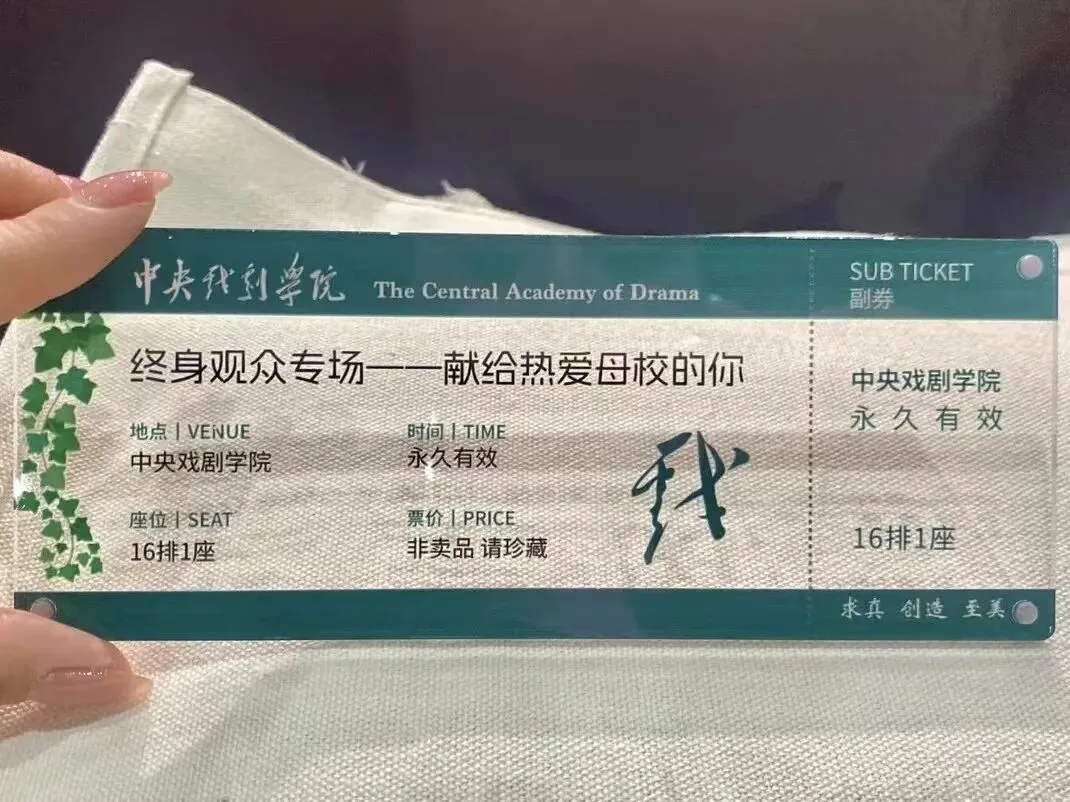 中央戏剧学院 The Central Academy of Drama
终身观众专场——献给热爱母校的你
地点 | VENUE
中央戏剧学院
时间 | TIME
永久有效
座位 | SEAT
16排1座
票价 | PRICE
非卖品 请珍藏
戏
SUB TICKET
副券
中央戏剧学院
永久有效
16排1座
求真 创造 至美